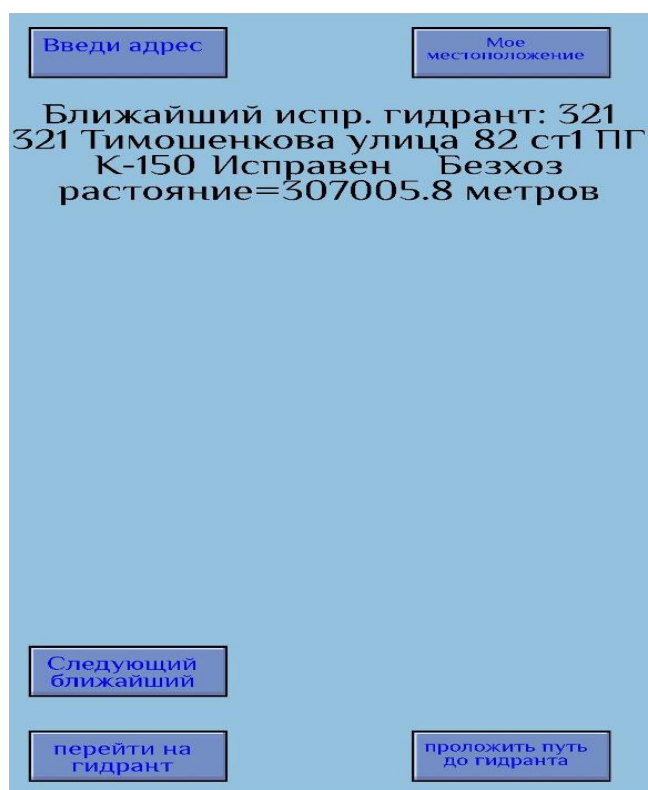 Введи адрес
Мое
местоположение
Ближайший испр. гидрант: 321
321 Тимошенкова улица 82 ст1 ПГ
К-150 Исправен Безхоз
растояние=307005.8 метров
Следующий
ближайший
перейти на
гидрант
проложить путь
до гидранта